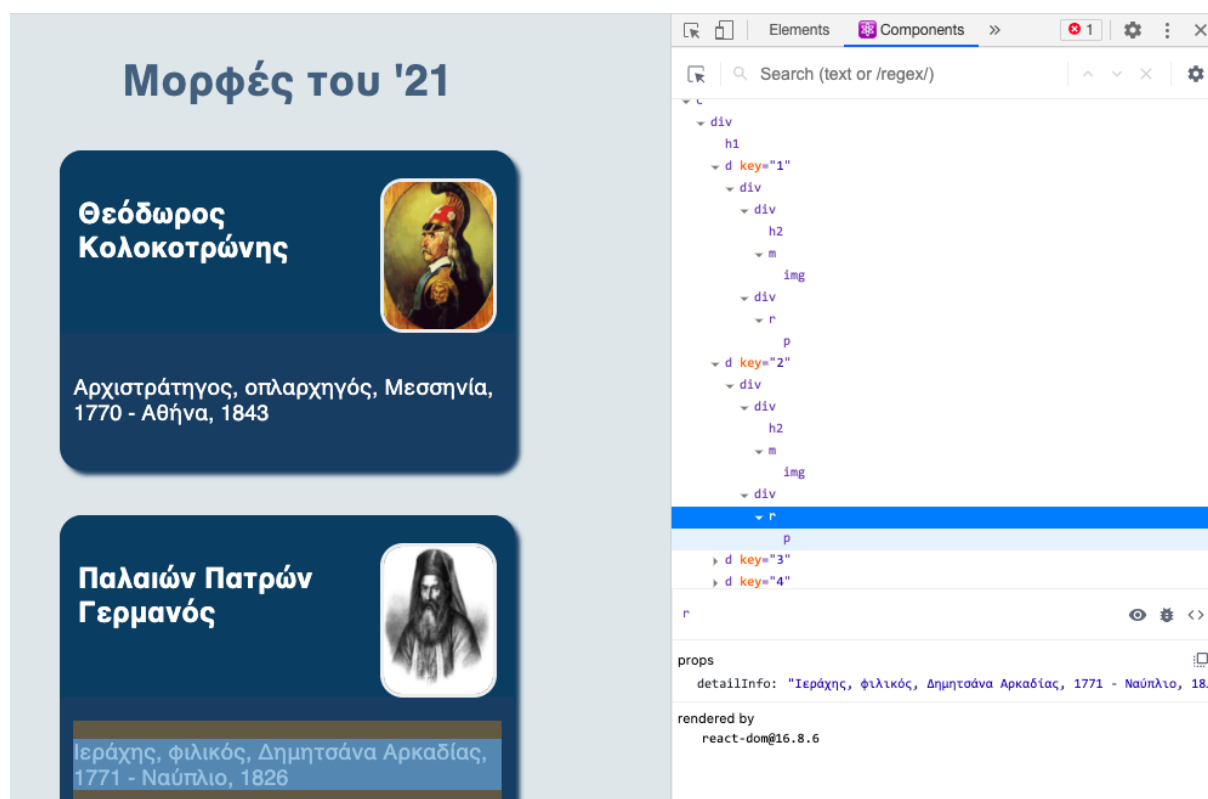 Μορφές του '21
Θεόδωρος
Κολοκοτρώνης
Αρχιστράτηγος, οπλαρχηγός, Μεσσηνία,
1770 - Αθήνα, 1843
Παλαιών Πατρών
Γερμανός
Ιεράχης, φιλικός, Δημητσάνα Αρκαδίας,
1771 - Ναύπλιο, 1826
Elements Components » 1
Search (text or /regex/)
div
h1
d key="1"
div
div
h2
m
img
div
r
p
d key="2"
div
div
h2
m
img
div
r
p
d key="3"
d key="4"
r
props
detailInfo: "Ιεράχης, φιλικός, Δημητσάνα Αρκαδίας, 1771 - Ναύπλιο, 18…
rendered by
react-dom@16.8.6